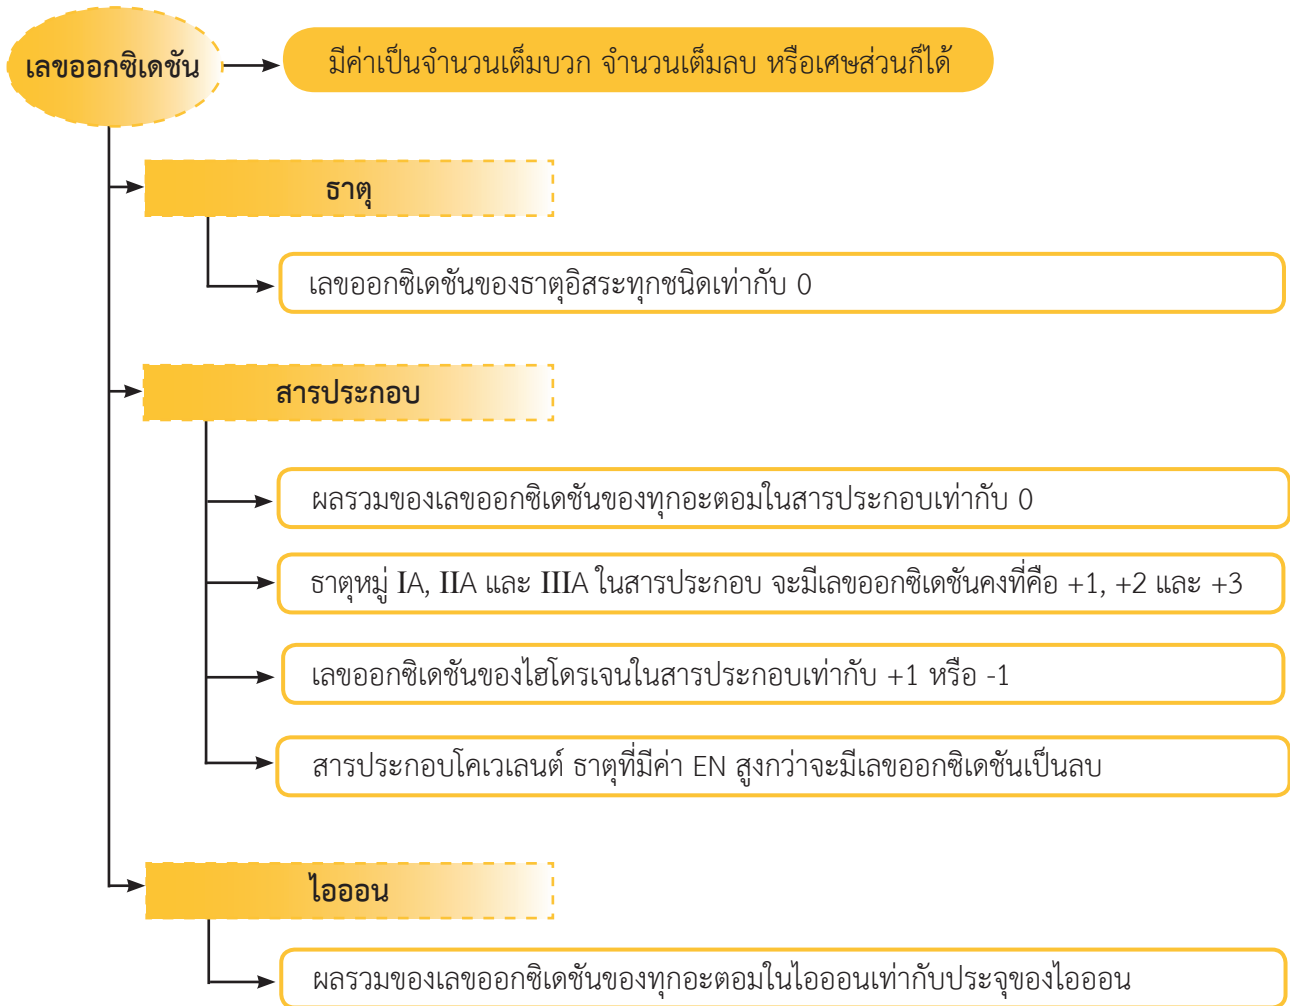 เลขออกซิเดชัน
มีค่าเป็นจำนวนเต็มบวก จำนวนเต็มลบ หรือเศษส่วนก็ได้
ธาตุ
เลขออกซิเดชันของธาตุอิสระทุกชนิดเท่ากับ 0
สารประกอบ
ผลรวมของเลขออกซิเดชันของทุกอะตอมในสารประกอบเท่ากับ 0
ธาตุหมู่ IA, IIA และ IIIA ในสารประกอบ จะมีเลขออกซิเดชันคงที่คือ +1, +2 และ +3
เลขออกซิเดชันของไฮโดรเจนในสารประกอบเท่ากับ +1 หรือ -1
สารประกอบโคเวเลนต์ ธาตุที่มีค่า EN สูงกว่าจะมีเลขออกซิเดชันเป็นลบ
ไอออน
ผลรวมของเลขออกซิเดชันของทุกอะตอมในไอออนเท่ากับประจุของไอออน